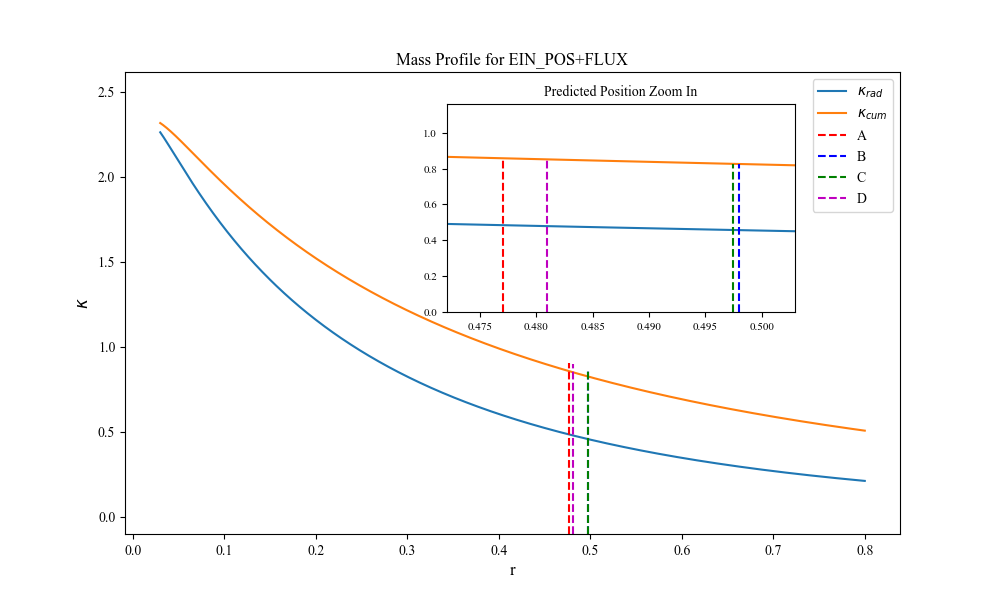 Mass Profile for EIN_POS+FLUX
2.5
2.0
1.5
1.0
0.5
0.0
κ
0.0 0.1 0.2 0.3 0.4 0.5 0.6 0.7 0.8
r
Predicted Position Zoom In
1.0
0.8
0.6
0.4
0.2
0.0
0.475 0.480 0.485 0.490 0.495 0.500
κrad
κcum
A
B
C
D